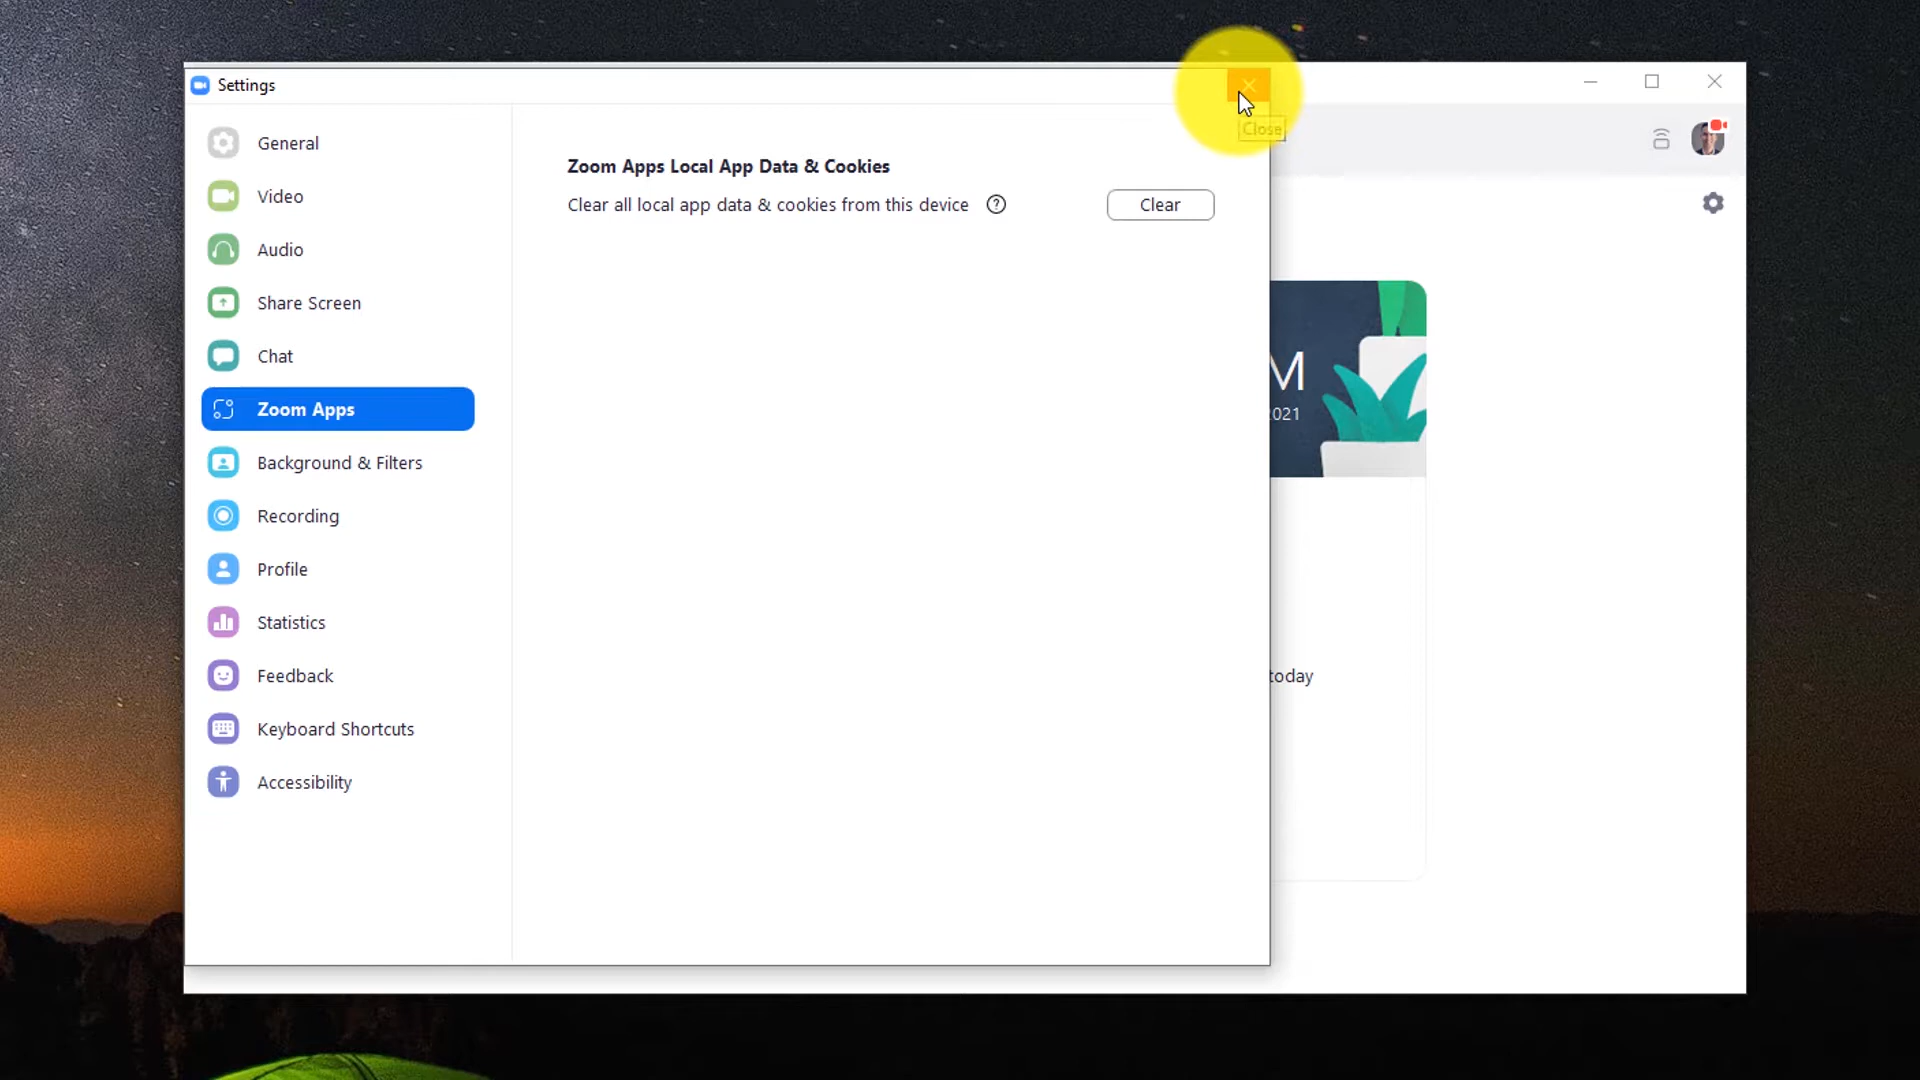 Settings
Close
General
Video
Audio
Share Screen
Chat
Zoom Apps
Background & Filters
Recording
Profile
Statistics
Feedback
Keyboard Shortcuts
Accessibility
Zoom Apps Local App Data & Cookies
Clear all local app data & cookies from this device ?
Clear
M
2021
today